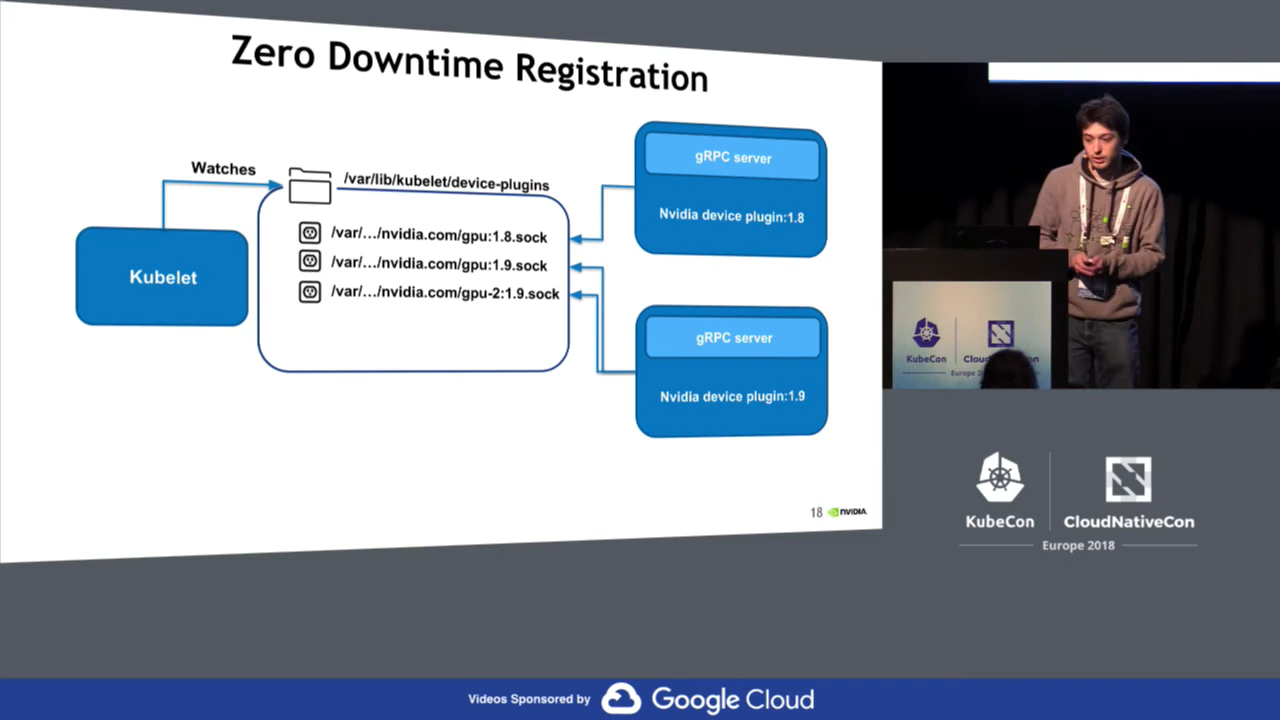 Zero Downtime Registration
Watches
/var/lib/kubelet/device-plugins
/var/.../nvidia.com/gpu:1.8.sock
/var/.../nvidia.com/gpu:1.9.sock
/var/.../nvidia.com/gpu-2:1.9.sock
Kubelet
gRPC server
Nvidia device plugin:1.8
gRPC server
Nvidia device plugin:1.9
18
NVIDIA
KubeCon
Europe
KubeCon
CloudNativeCon
Europe 2018
Videos Sponsored by
Google Cloud